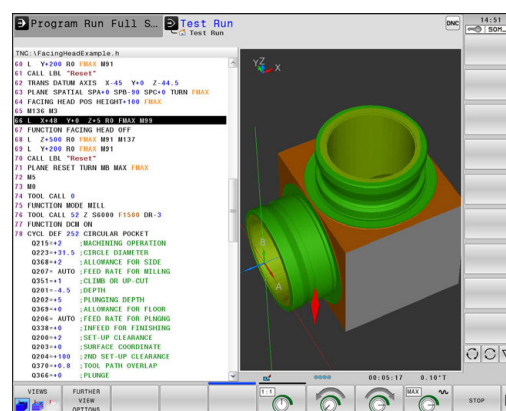 Program Run Full S…
Test Run
Test Run
DNC
14:51
TNC:\FacingHeadExample.h
60 L Y+200 R0 FMAX M91
61 CALL LBL "Reset"
62 TRANS DATUM AXIS X-45 Y+0 Z-44.5
63 PLANE SPATIAL SPA+0 SPB-90 SPC+0 TURN FMAX
64 FACING HEAD POS HEIGHT+100 FMAX
65 M136 M3
66 L X+48 Y+0 Z+5 R0 FMAX M99
67 FUNCTION FACING HEAD OFF
68 L Z+500 R0 FMAX M91 M137
69 L Y+200 R0 FMAX M91
70 CALL LBL "Reset"
71 PLANE RESET TURN MB MAX FMAX
72 M5
73 M0
74 TOOL CALL 0
75 FUNCTION MODE MILL
76 TOOL CALL 52 Z S6000 F1500 DR-3
77 FUNCTION DCM ON
78 CYCL DEF 252 CIRCULAR POCKET
Q215=+2 ;MACHINING OPERATION
Q223=+31.5 ;CIRCLE DIAMETER
Q368=+2 ;ALLOWANCE FOR SIDE
Q207= AUTO ;FEED RATE FOR MILLNG
Q351=+1 ;CLIMB OR UP-CUT
Q201=-4.5 ;DEPTH
Q202=+5 ;PLUNGING DEPTH
Q369=+0 ;ALLOWANCE FOR FLOOR
Q206= AUTO ;FEED RATE FOR PLNGNG
Q338=+0 ;INFEED FOR FINISHING
Q200=+2 ;SET-UP CLEARANCE
Q203=+0 ;SURFACE COORDINATE
Q204=+100 ;2ND SET-UP CLEARANCE
Q370=+0.8 ;TOOL PATH OVERLAP
Q366=+0 ;PLUNGE
YZ X
B
A
00:05:17 0.10*T
VIEWS
FURTHER
VIEW
OPTIONS
1:1
MAX
STOP